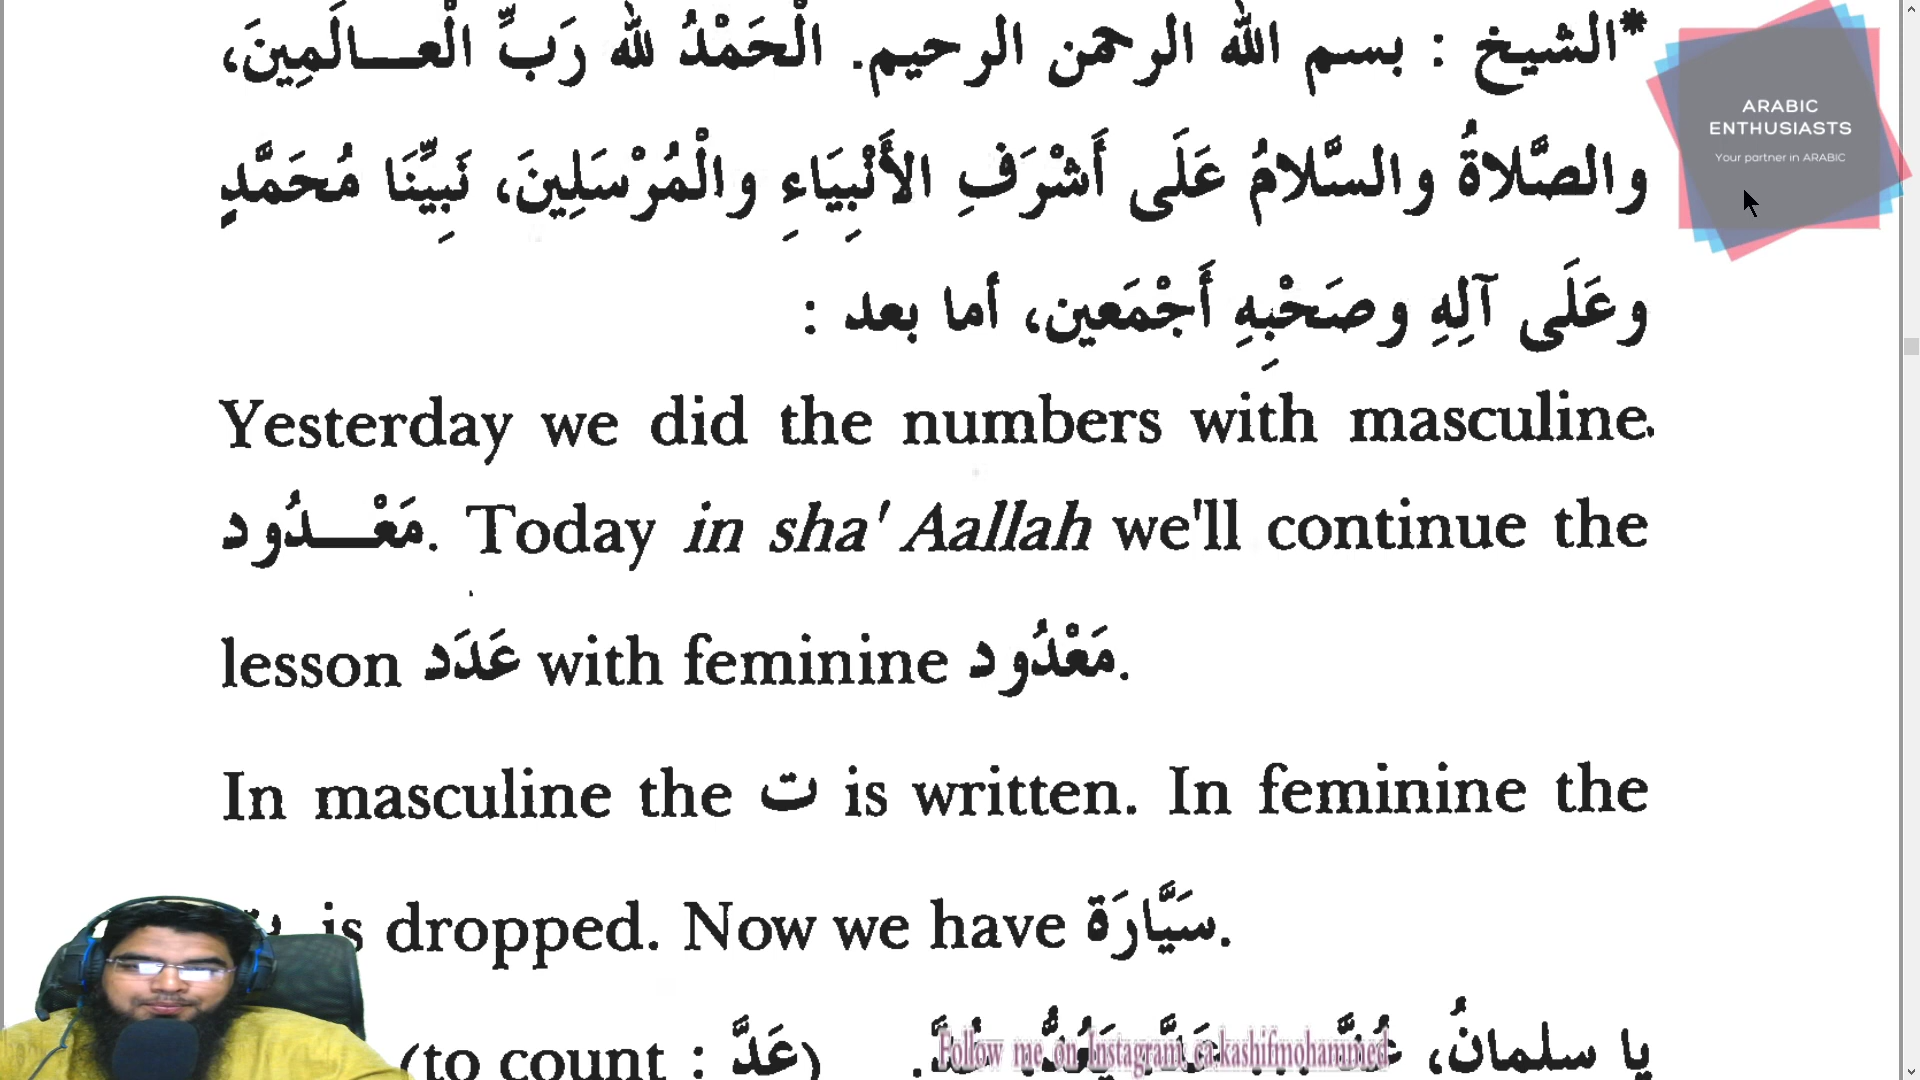 *الشيخ : بسم الله الرحمن الرحيم. الْحَمْدُ لله رَبِّ الْعـــالَمِينَ،
والصَّلاةُ والسَّلامُ عَلَى أَشْرَفِ الأَنْبِيَاءِ والْمُرْسَلِينَ، نَبِيِّنَا مُحَمَّدٍ
وعَلَى آلِهِ وصَحْبِهِ أَجْمَعين، أما بعد :
Yesterday we did the numbers with masculine
مَعْـــدُود. Today in sha' Aallah we'll continue the
lesson عَدَد with feminine مَعْدُود.
In masculine the ت is written. In feminine the
ت is dropped. Now we have سَيَّارَة.
يا سلمانُ،
(to count : عَدَّ)
ARABIC
ENTHUSIASTS
Your partner in ARABIC
Follow me on Instagram ca.kashifmohammed